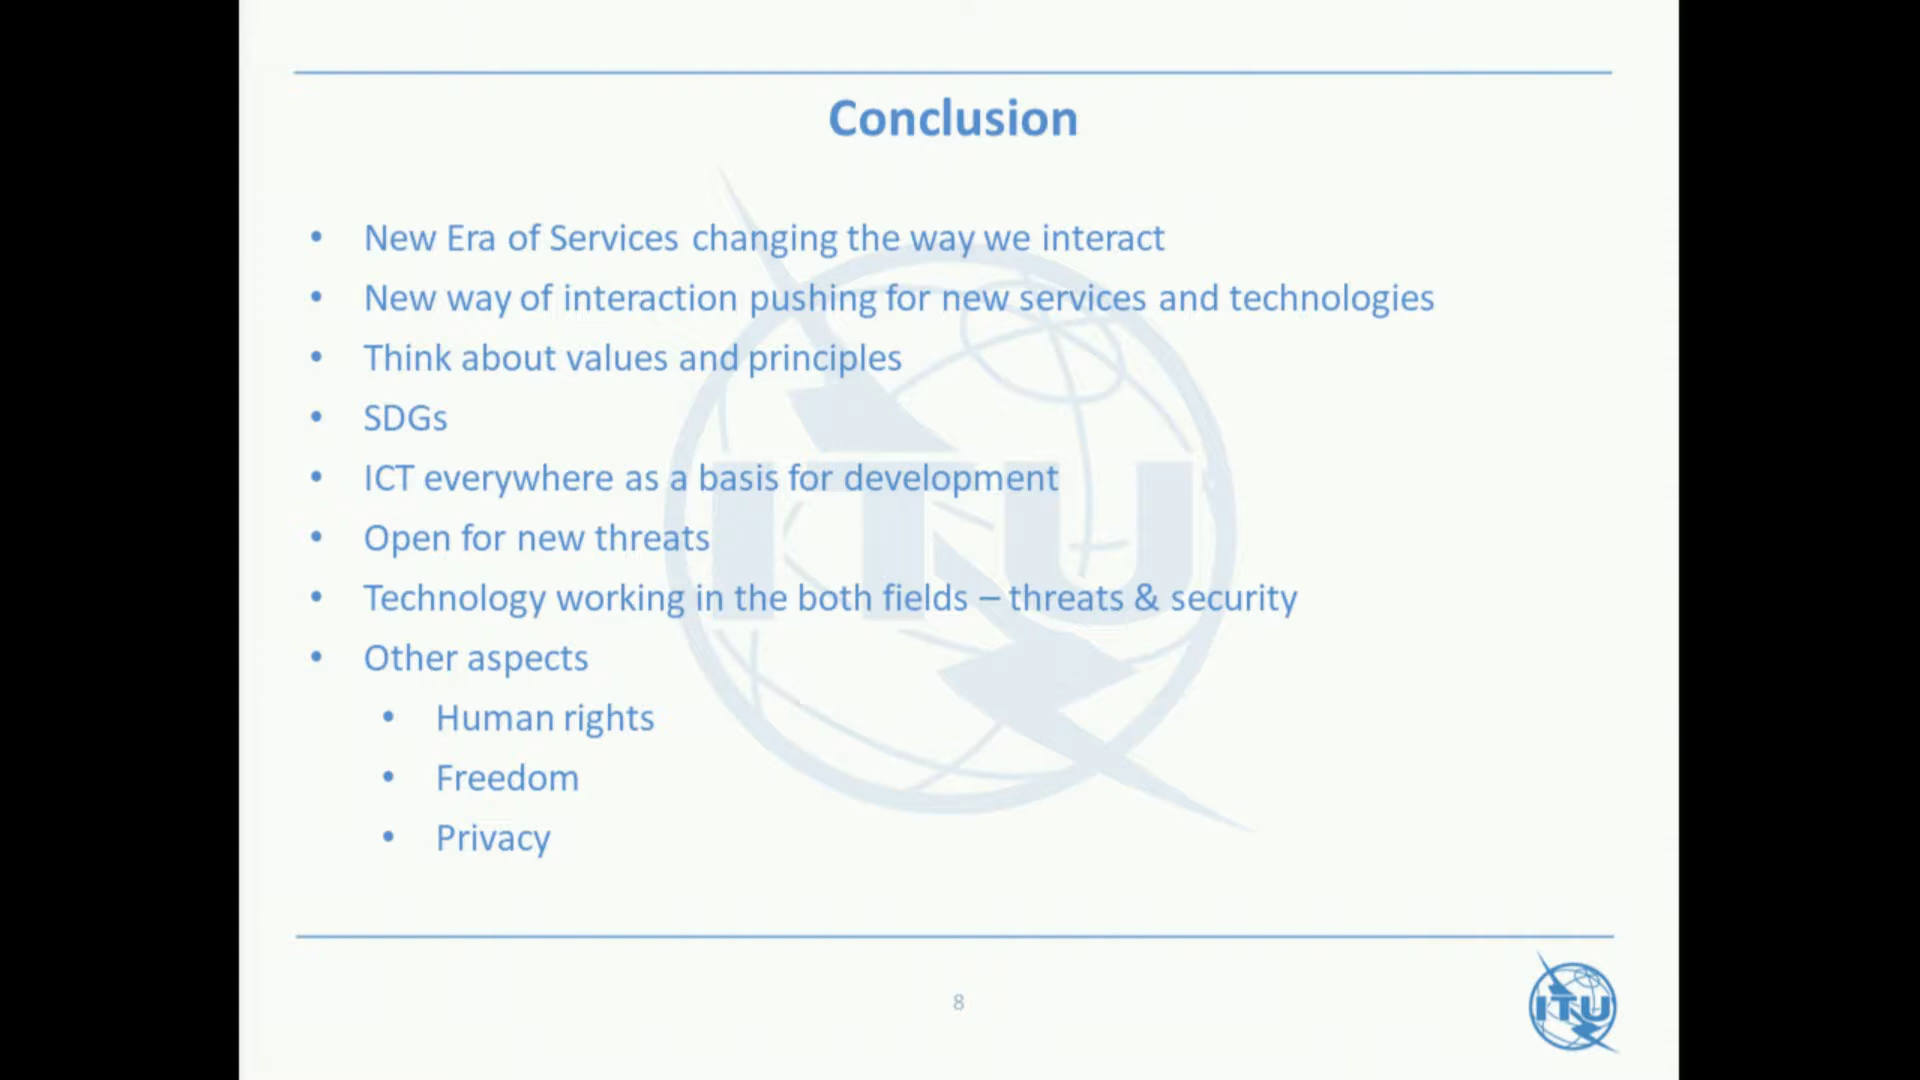 Conclusion
• New Era of Services changing the way we interact
• New way of interaction pushing for new services and technologies
• Think about values and principles
• SDGs
• ICT everywhere as a basis for development
• Open for new threats
• Technology working in the both fields – threats & security
• Other aspects
• Human rights
• Freedom
• Privacy
ITU
8
ITU